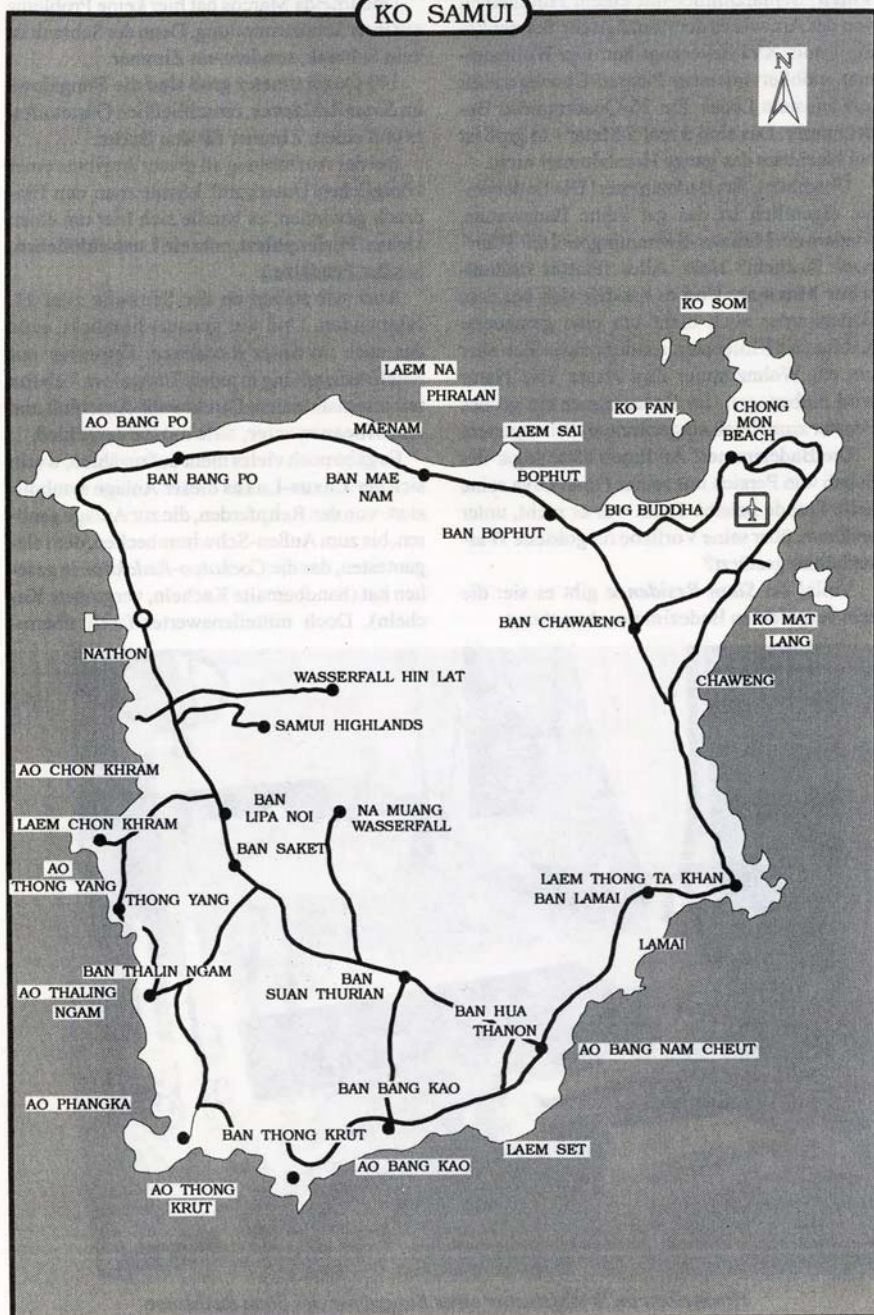 KO SAMUI
N
KO SOM
LAEM NA
PHRALAN
KO FAN
CHONG
MON
BEACH
AO BANG PO
MAENAM
LAEM SAI
BAN BANG PO
BAN MAE
NAM
BOPHUT
BIG BUDDHA
BAN BOPHUT
BAN CHAWAENG
KO MAT
LANG
NATHON
CHAWENG
WASSERFALL HIN LAT
SAMUI HIGHLANDS
AO CHON KHRAM
BAN
LIPA NOI
NA MUANG
WASSERFALL
LAEM CHON KHRAM
BAN SAKET
AO
THONG YANG
THONG YANG
LAEM THONG TA KHAN
BAN LAMAI
LAMAI
BAN THALIN NGAM
AO THALING
NGAM
BAN
SUAN THURIAN
BAN HUA
THANON
AO BANG NAM CHEUT
BAN BANG KAO
AO PHANGKA
BAN THONG KRUT
LAEM SET
AO BANG KAO
AO THONG
KRUT